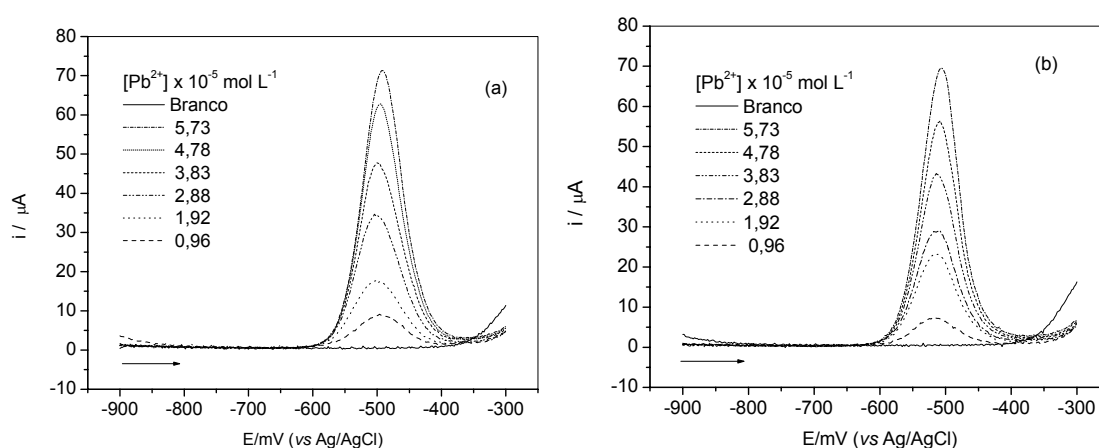 80
70
60
50
40
30
20
10
0
-10
i / μA
[Pb2+] x 10-5 mol L-1
Branco
5,73
4,78
3,83
2,88
1,92
0,96
(a)
-900 -800 -700 -600 -500 -400 -300
E/mV (vs Ag/AgCl)
80
70
60
50
40
30
20
10
0
-10
i / μA
[Pb2+] x 10-5 mol L-1
Branco
5,73
4,78
3,83
2,88
1,92
0,96
(b)
-900 -800 -700 -600 -500 -400 -300
E/mV (vs Ag/AgCl)